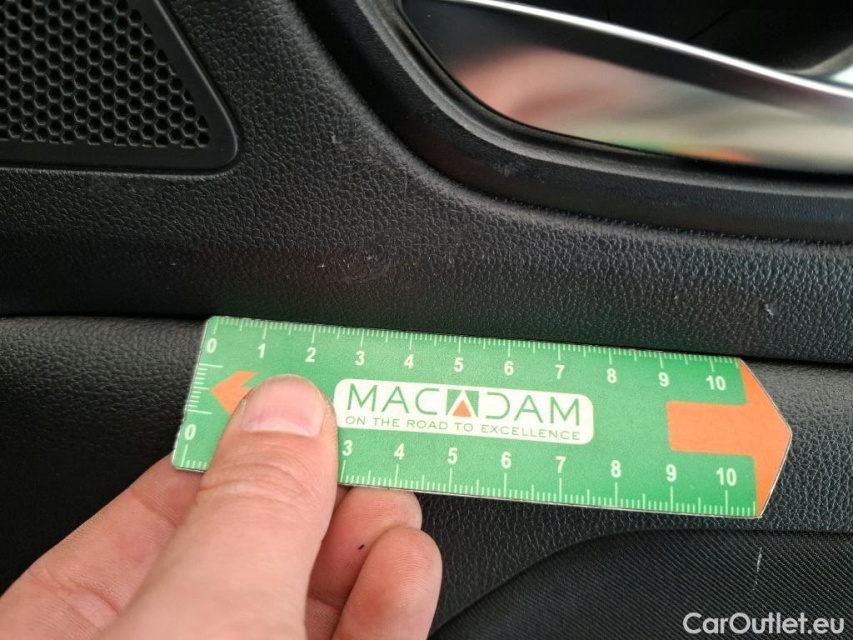 0 1 2 3 4 5 6 7 8 9 10
MACADAM
ON THE ROAD TO EXCELLENCE
0 3 4 5 6 7 8 9 10
CarOutlet.eu